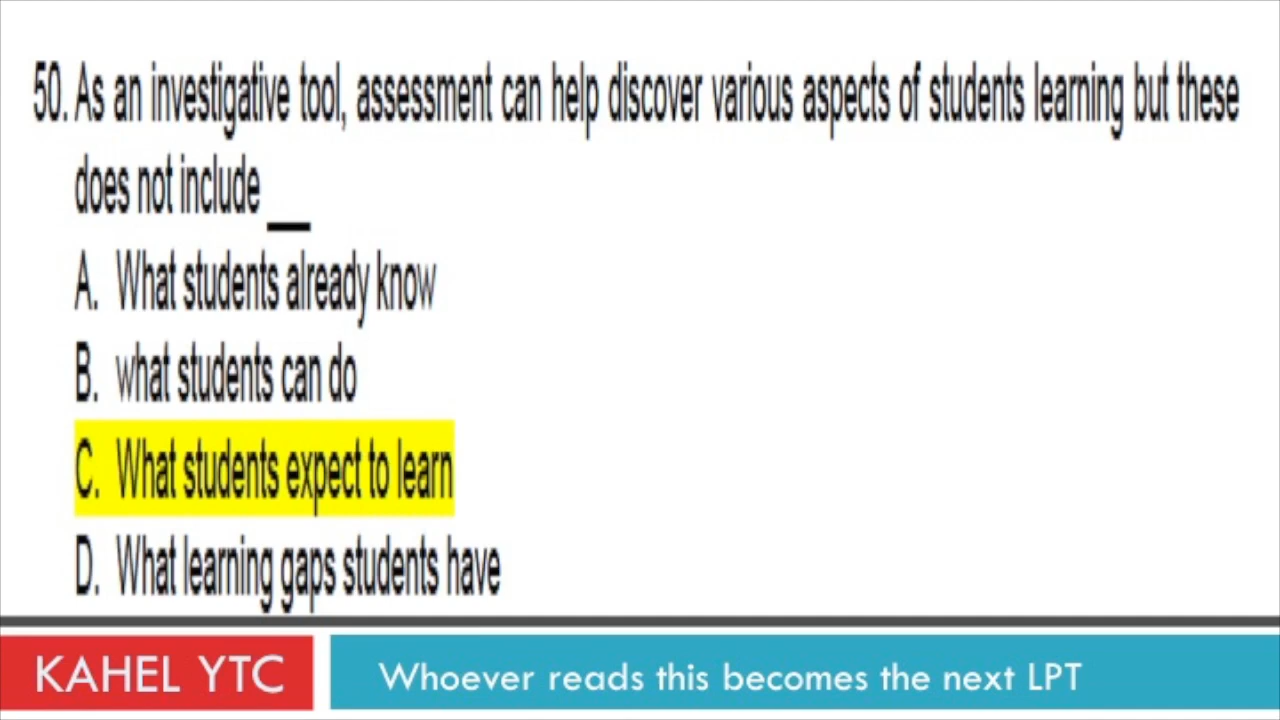 50. As an investigative tool, assessment can help discover various aspects of students learning but these
does not include __
A. What students already know
B. what students can do
C. What students expect to learn
D. What learning gaps students have
KAHEL YTC
Whoever reads this becomes the next LPT